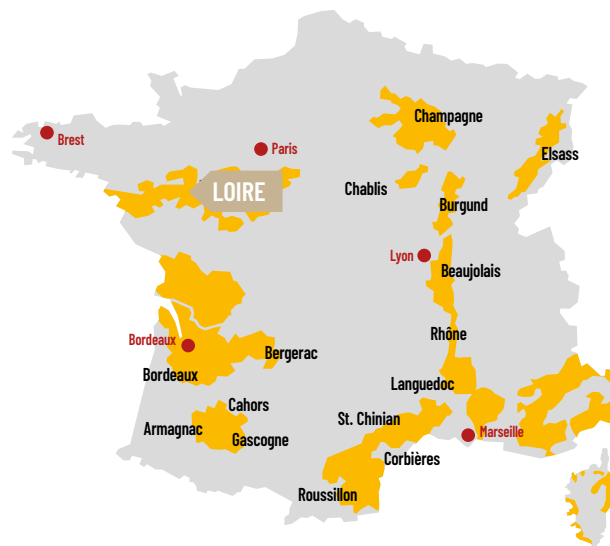 Champagne
Brest
Paris
Elsass
Chablis
LOIRE
Burgund
Lyon
Beaujolais
Rhône
Bordeaux
Bergerac
Bordeaux
Languedoc
Cahors
St. Chinian
Armagnac
Gascogne
Marseille
Corbières
Roussillon